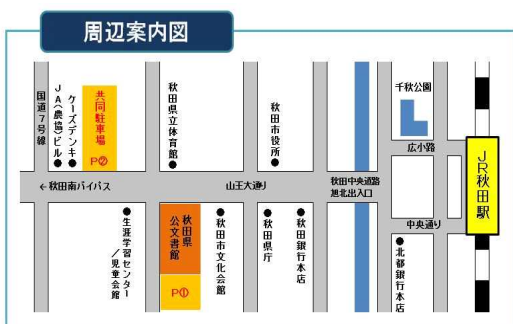 周辺案内図
国道7号線
JA(農協)ビル●
ケーズデンキ●
共同駐車場
P②
秋田県立体育館●
秋田市役所●
千秋公園
広小路
JR秋田駅
←秋田南バイパス
山王大通り
秋田中央道路
旭北出入口
中央通り
●生涯学習センター
/児童会館
秋田県
公文書館
P①
●秋田市文化会館
●秋田県庁
●秋田銀行本店
●北都銀行本店